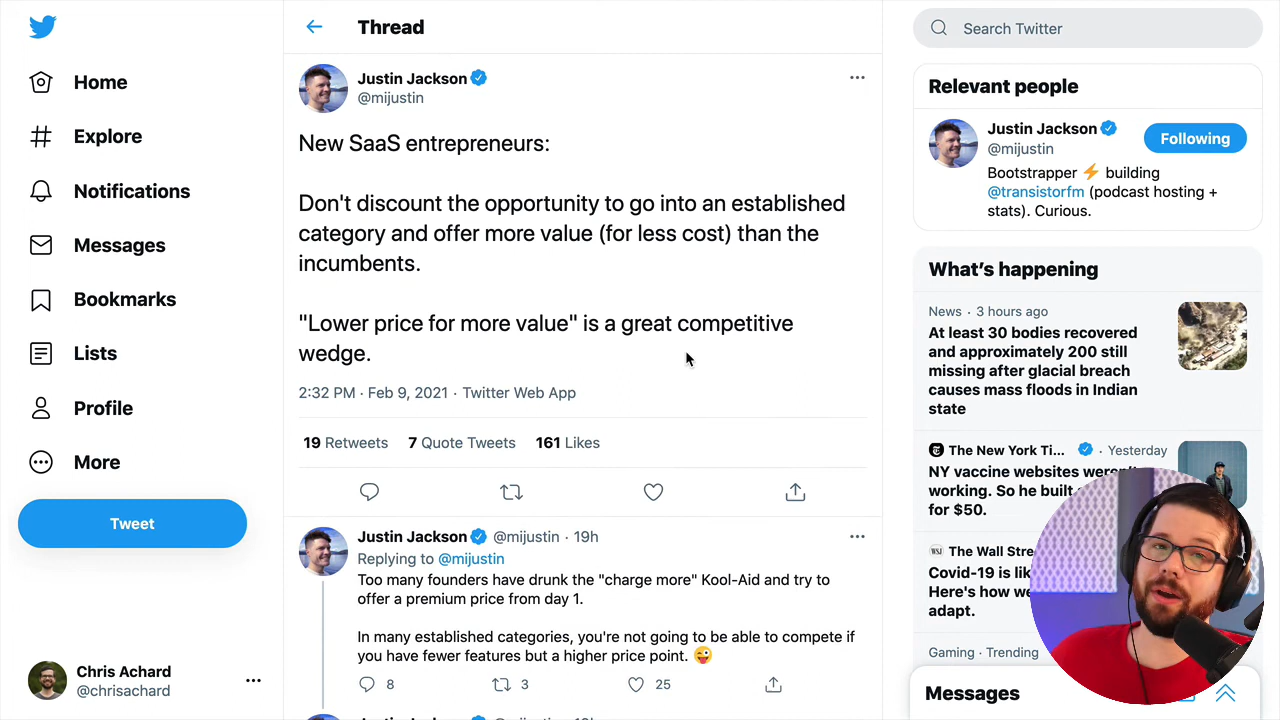 Home
Explore
Notifications
Messages
Bookmarks
Lists
Profile
More
Tweet
Chris Achard
@chrisachard
Thread
Justin Jackson
@mijustin
New SaaS entrepreneurs:
Don't discount the opportunity to go into an established
category and offer more value (for less cost) than the
incumbents.
"Lower price for more value" is a great competitive
wedge.
2:32 PM · Feb 9, 2021 · Twitter Web App
19 Retweets 7 Quote Tweets 161 Likes
Justin Jackson @mijustin · 19h
Replying to @mijustin
Too many founders have drunk the "charge more" Kool-Aid and try to
offer a premium price from day 1.
In many established categories, you're not going to be able to compete if
you have fewer features but a higher price point. 😜
8 3 25
Search Twitter
Relevant people
Justin Jackson
@mijustin
Following
Bootstrapper ⚡ building
@transistorfm (podcast hosting +
stats). Curious.
What's happening
News · 3 hours ago
At least 30 bodies recovered
and approximately 200 still
missing after glacial breach
causes mass floods in Indian
state
The New York Ti... · Yesterday
NY vaccine websites weren't
working. So he built
for $50.
WSJ The Wall Stre
Covid-19 is
Here's how
adapt.
Gaming · Trending
Messages